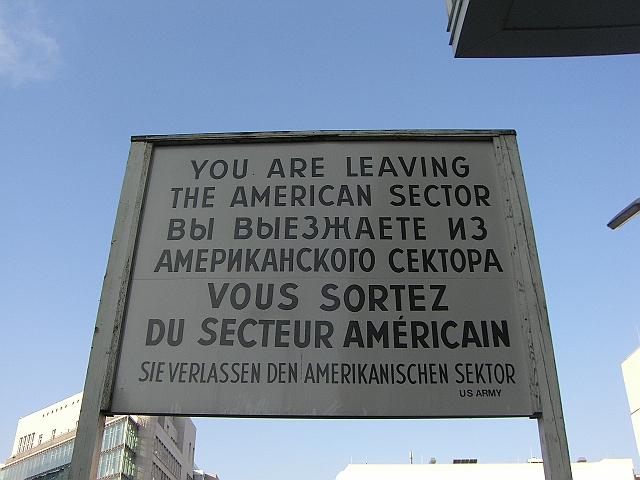 YOU ARE LEAVING
THE AMERICAN SECTOR
ВЫ ВЫЕЗЖАЕТЕ ИЗ
АМЕРИКАНСКОГО СЕКТОРА
VOUS SORTEZ
DU SECTEUR AMÉRICAIN
SIE VERLASSEN DEN AMERIKANISCHEN SEKTOR
US ARMY